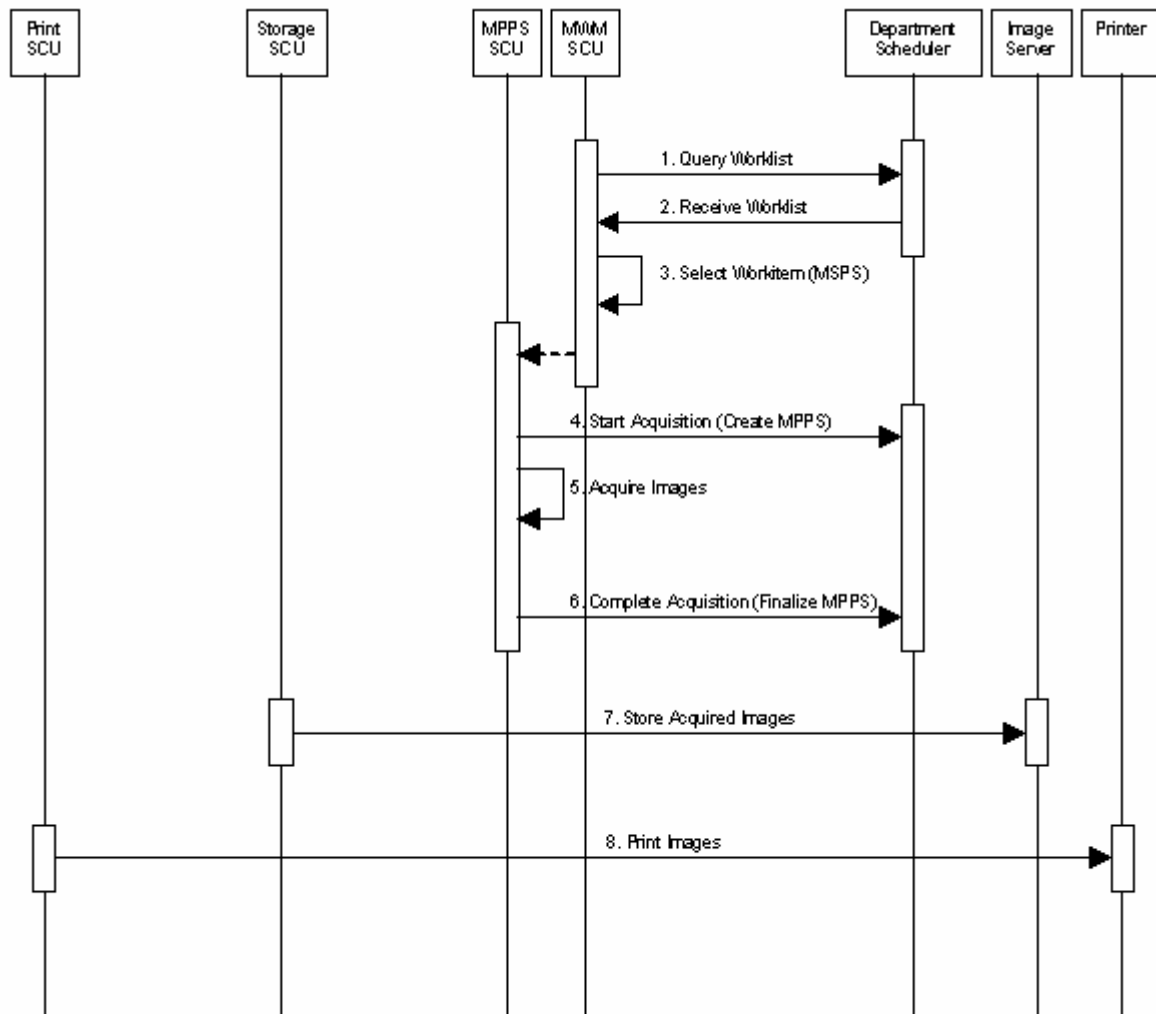 Print
SCU
Storage
SCU
MPPS
SCU
MWM
SCU
Department
Scheduler
Image
Server
Printer
1. Query Worklist
2. Receive Worklist
3. Select Workitem (MSPS)
4. Start Acquisition (Create MPPS)
5. Acquire Images
6. Complete Acquisition (Finalize MPPS)
7. Store Acquired Images
8. Print Images